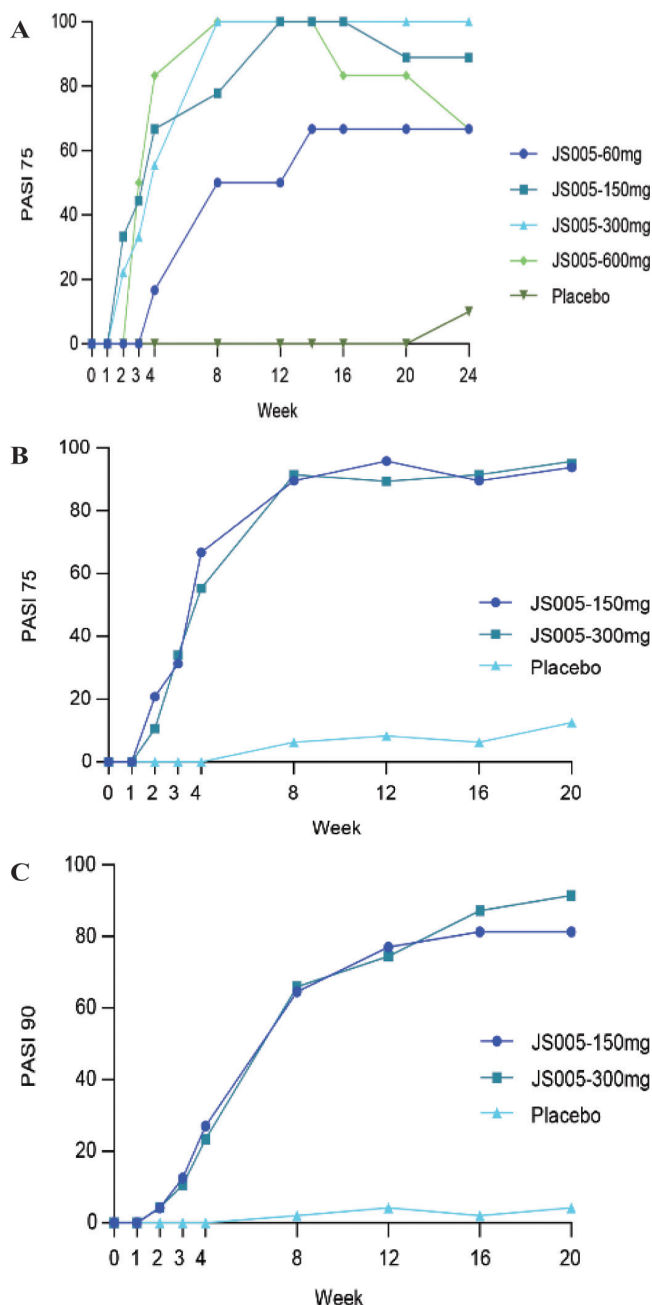 A
PASI 75
100
80
60
40
20
0
0 1 2 3 4 8 12 16 20 24
Week
JS005-60mg
JS005-150mg
JS005-300mg
JS005-600mg
Placebo
B
PASI 75
100
80
60
40
20
0
0 1 2 3 4 8 12 16 20
Week
JS005-150mg
JS005-300mg
Placebo
C
PASI 90
100
80
60
40
20
0
0 1 2 3 4 8 12 16 20
Week
JS005-150mg
JS005-300mg
Placebo